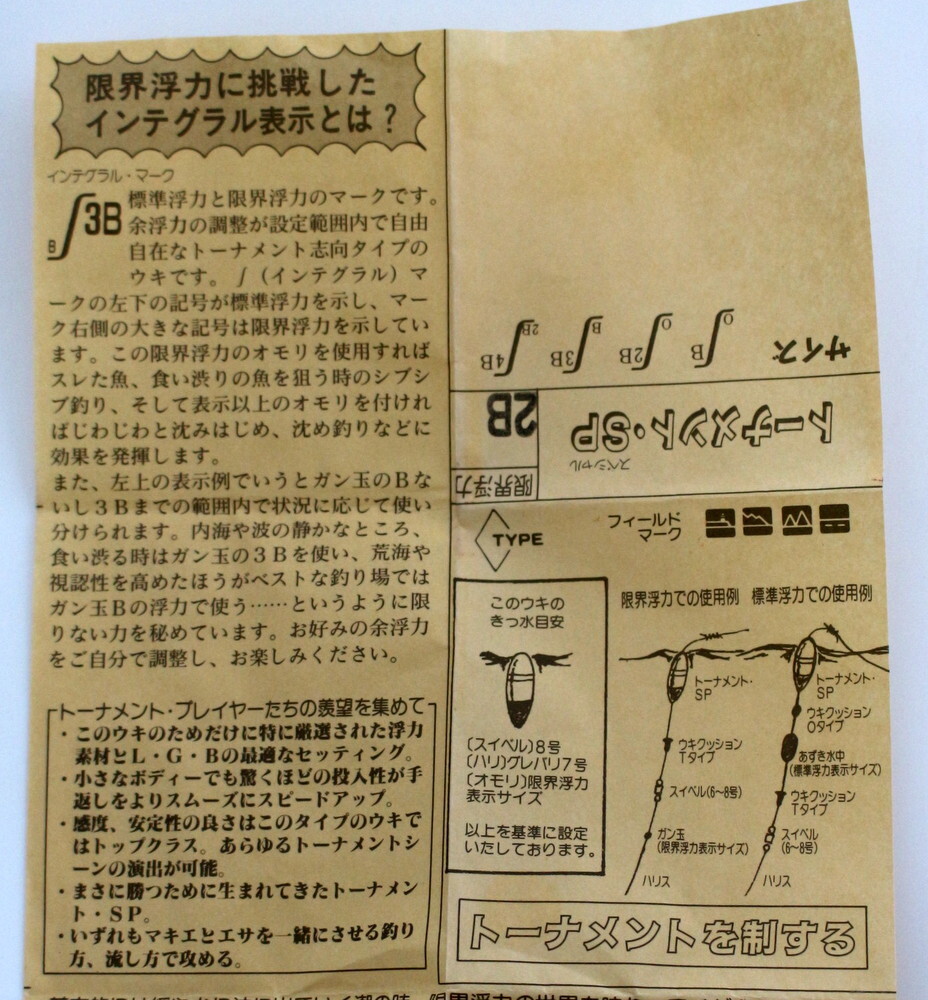 限界浮力に挑戦した
インテグラル表示とは?
インテグラル・マーク
B∫3B
標準浮力と限界浮力のマークです。
余浮力の調整が設定範囲内で自由
自在なトーナメント志向タイプの
ウキです。∫(インテグラル)マ
ークの左下の記号が標準浮力を示し、マー
ク右側の大きな記号は限界浮力を示してい
ます。この限界浮力のオモリを使用すれば
スレた魚、食い渋りの魚を狙う時のシブシ
ブ釣り、そして表示以上のオモリを付けれ
ばじわじわと沈みはじめ、沈め釣りなどに
効果を発揮します。
また、左上の表示例でいうとガン玉のBな
いし3Bまでの範囲内で状況に応じて使い
分けられます。内海や波の静かなところ、
食い渋る時はガン玉の3Bを使い、荒海や
視認性を高めたほうがベストな釣り場では
ガン玉Bの浮力で使う……というように限
りない力を秘めています。お好みの余浮力
をご自分で調整し、お楽しみください。
トーナメント・プレイヤーたちの羨望を集めて
・このウキのためだけに特に厳選された浮力
素材とL・G・Bの最適なセッティング。
・小さなボディーでも驚くほどの投入性が手
返しをよりスムーズにスピードアップ。
・感度、安定性の良さはこのタイプのウキで
はトップクラス。あらゆるトーナメントシ
ーンの演出が可能。
・まさに勝つために生まれてきたトーナメン
ト・SP。
・いずれもマキエとエサを一緒にさせる釣り
方、流し方で攻める。
限界浮力
2B
スペシャル
トーナメント・SP
サイズ
0∫B
0∫2B
B∫3B
2B∫4B
TYPE
フィールド
マーク
このウキの
きっ水目安
(スイベル)8号
(ハリ)グレバリ7号
(オモリ)限界浮力
表示サイズ
以上を基準に設定
いたしております。
限界浮力での使用例
トーナメント・
SP
ウキクッション
Tタイプ
スイベル(6〜8号)
ガン玉
(限界浮力表示サイズ)
ハリス
標準浮力での使用例
トーナメント・
SP
ウキクッション
Oタイプ
あずき水中
(標準浮力表示サイズ)
ウキクッション
Tタイプ
スイベル
(6〜8号)
ハリス
トーナメントを制する